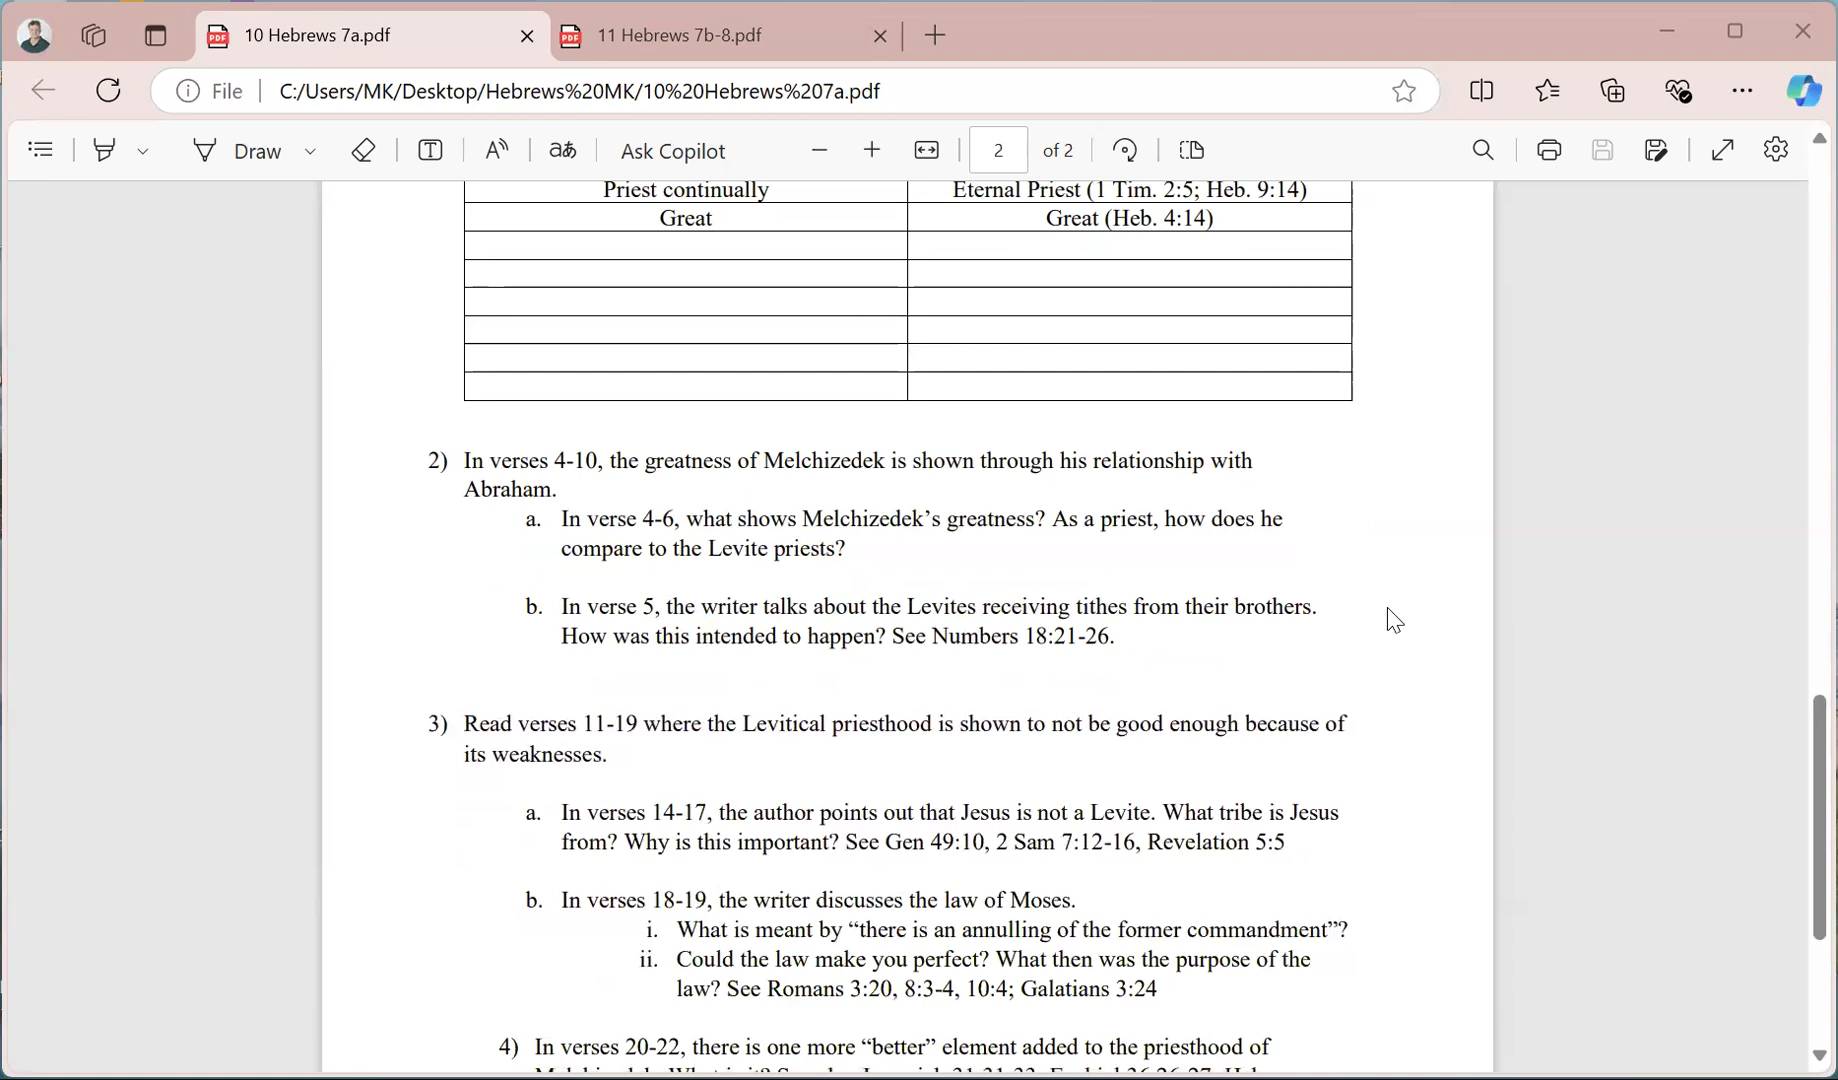 10 Hebrews 7a.pdf
11 Hebrews 7b-8.pdf
File
C:/Users/MK/Desktop/Hebrews%20MK/10%20Hebrews%207a.pdf
Draw
Ask Copilot
2 of 2
Priest continually Eternal Priest (1 Tim. 2:5; Heb. 9:14)
Great Great (Heb. 4:14)
2) In verses 4-10, the greatness of Melchizedek is shown through his relationship with
Abraham.
a. In verse 4-6, what shows Melchizedek’s greatness? As a priest, how does he
compare to the Levite priests?
b. In verse 5, the writer talks about the Levites receiving tithes from their brothers.
How was this intended to happen? See Numbers 18:21-26.
3) Read verses 11-19 where the Levitical priesthood is shown to not be good enough because of
its weaknesses.
a. In verses 14-17, the author points out that Jesus is not a Levite. What tribe is Jesus
from? Why is this important? See Gen 49:10, 2 Sam 7:12-16, Revelation 5:5
b. In verses 18-19, the writer discusses the law of Moses.
i. What is meant by “there is an annulling of the former commandment”?
ii. Could the law make you perfect? What then was the purpose of the
law? See Romans 3:20, 8:3-4, 10:4; Galatians 3:24
4) In verses 20-22, there is one more “better” element added to the priesthood of